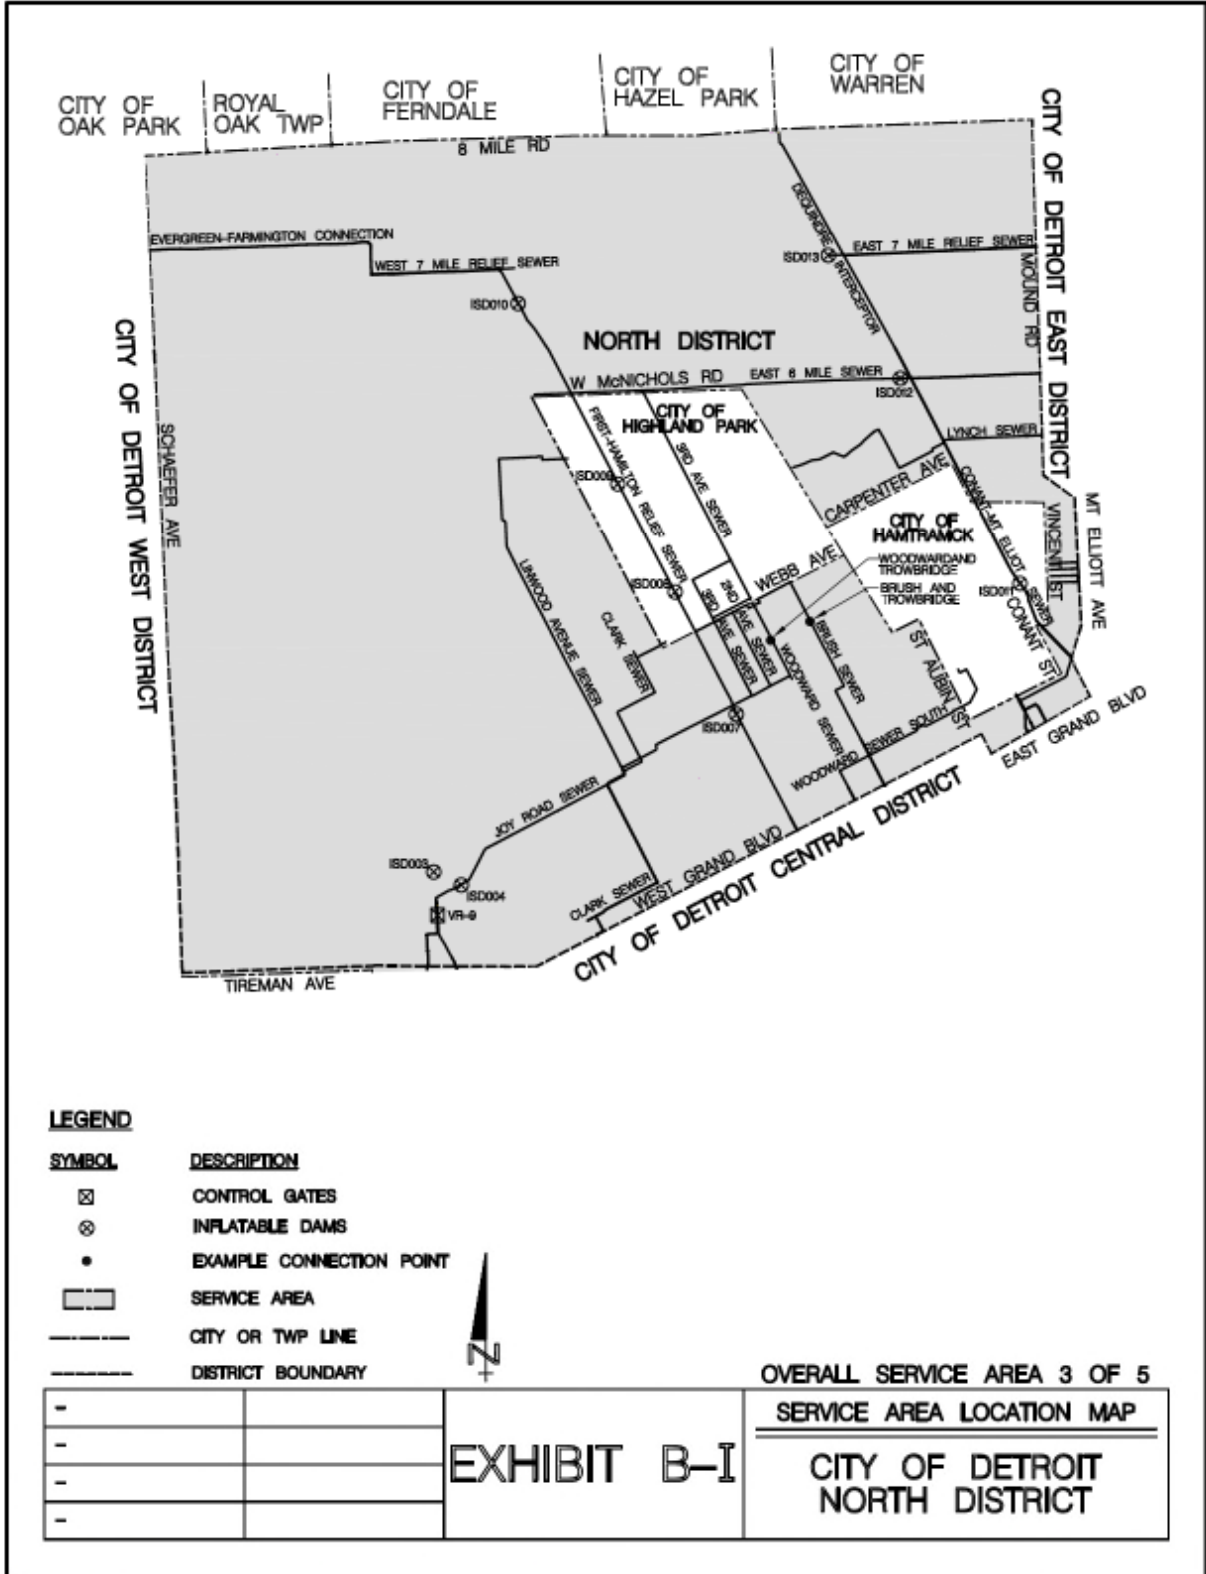 CITY OF
OAK PARK
ROYAL
OAK TWP
CITY OF
FERNDALE
CITY OF
HAZEL PARK
CITY OF
WARREN
8 MILE RD
CITY OF DETROIT EAST DISTRICT
EVERGREEN-FARMINGTON CONNECTION
WEST 7 MILE RELIEF SEWER
ISD010
DEQUINDRE INTERCEPTOR
ISD013
EAST 7 MILE RELIEF SEWER
MOUND RD
NORTH DISTRICT
W McNICHOLS RD
EAST 6 MILE SEWER
ISD012
CITY OF DETROIT WEST DISTRICT
SCHAEFER AVE
CITY OF
HIGHLAND PARK
FIRST-HAMILTON RELIEF SEWER
3RD AVE SEWER
ISD009
LYNCH SEWER
CARPENTER AVE
CONANT-MT ELLIOT SEWER
CITY OF
HAMTRAMCK
VINCENT ST
MT ELLIOTT AVE
WOODWARDAND
TROWBRIDGE
BRUSH AND
TROWBRIDGE
WEBB AVE
ISD011
CONANT ST
ISD008
LINWOOD AVENUE SEWER
CLARK SEWER
3RD AVE SEWER
2ND AVE SEWER
WOODWARD SEWER
BRUSH SEWER
ST AUBIN ST
ISD007
WOODWARD SEWER SOUTH
EAST GRAND BLVD
JOY ROAD SEWER
ISD003
ISD004
VR-9
CLARK SEWER
WEST GRAND BLVD
CITY OF DETROIT CENTRAL DISTRICT
TIREMAN AVE
LEGEND
SYMBOL DESCRIPTION
CONTROL GATES
INFLATABLE DAMS
EXAMPLE CONNECTION POINT
SERVICE AREA
CITY OR TWP LINE
DISTRICT BOUNDARY
N
OVERALL SERVICE AREA 3 OF 5
-
-
-
-
EXHIBIT B-I
SERVICE AREA LOCATION MAP
CITY OF DETROIT
NORTH DISTRICT